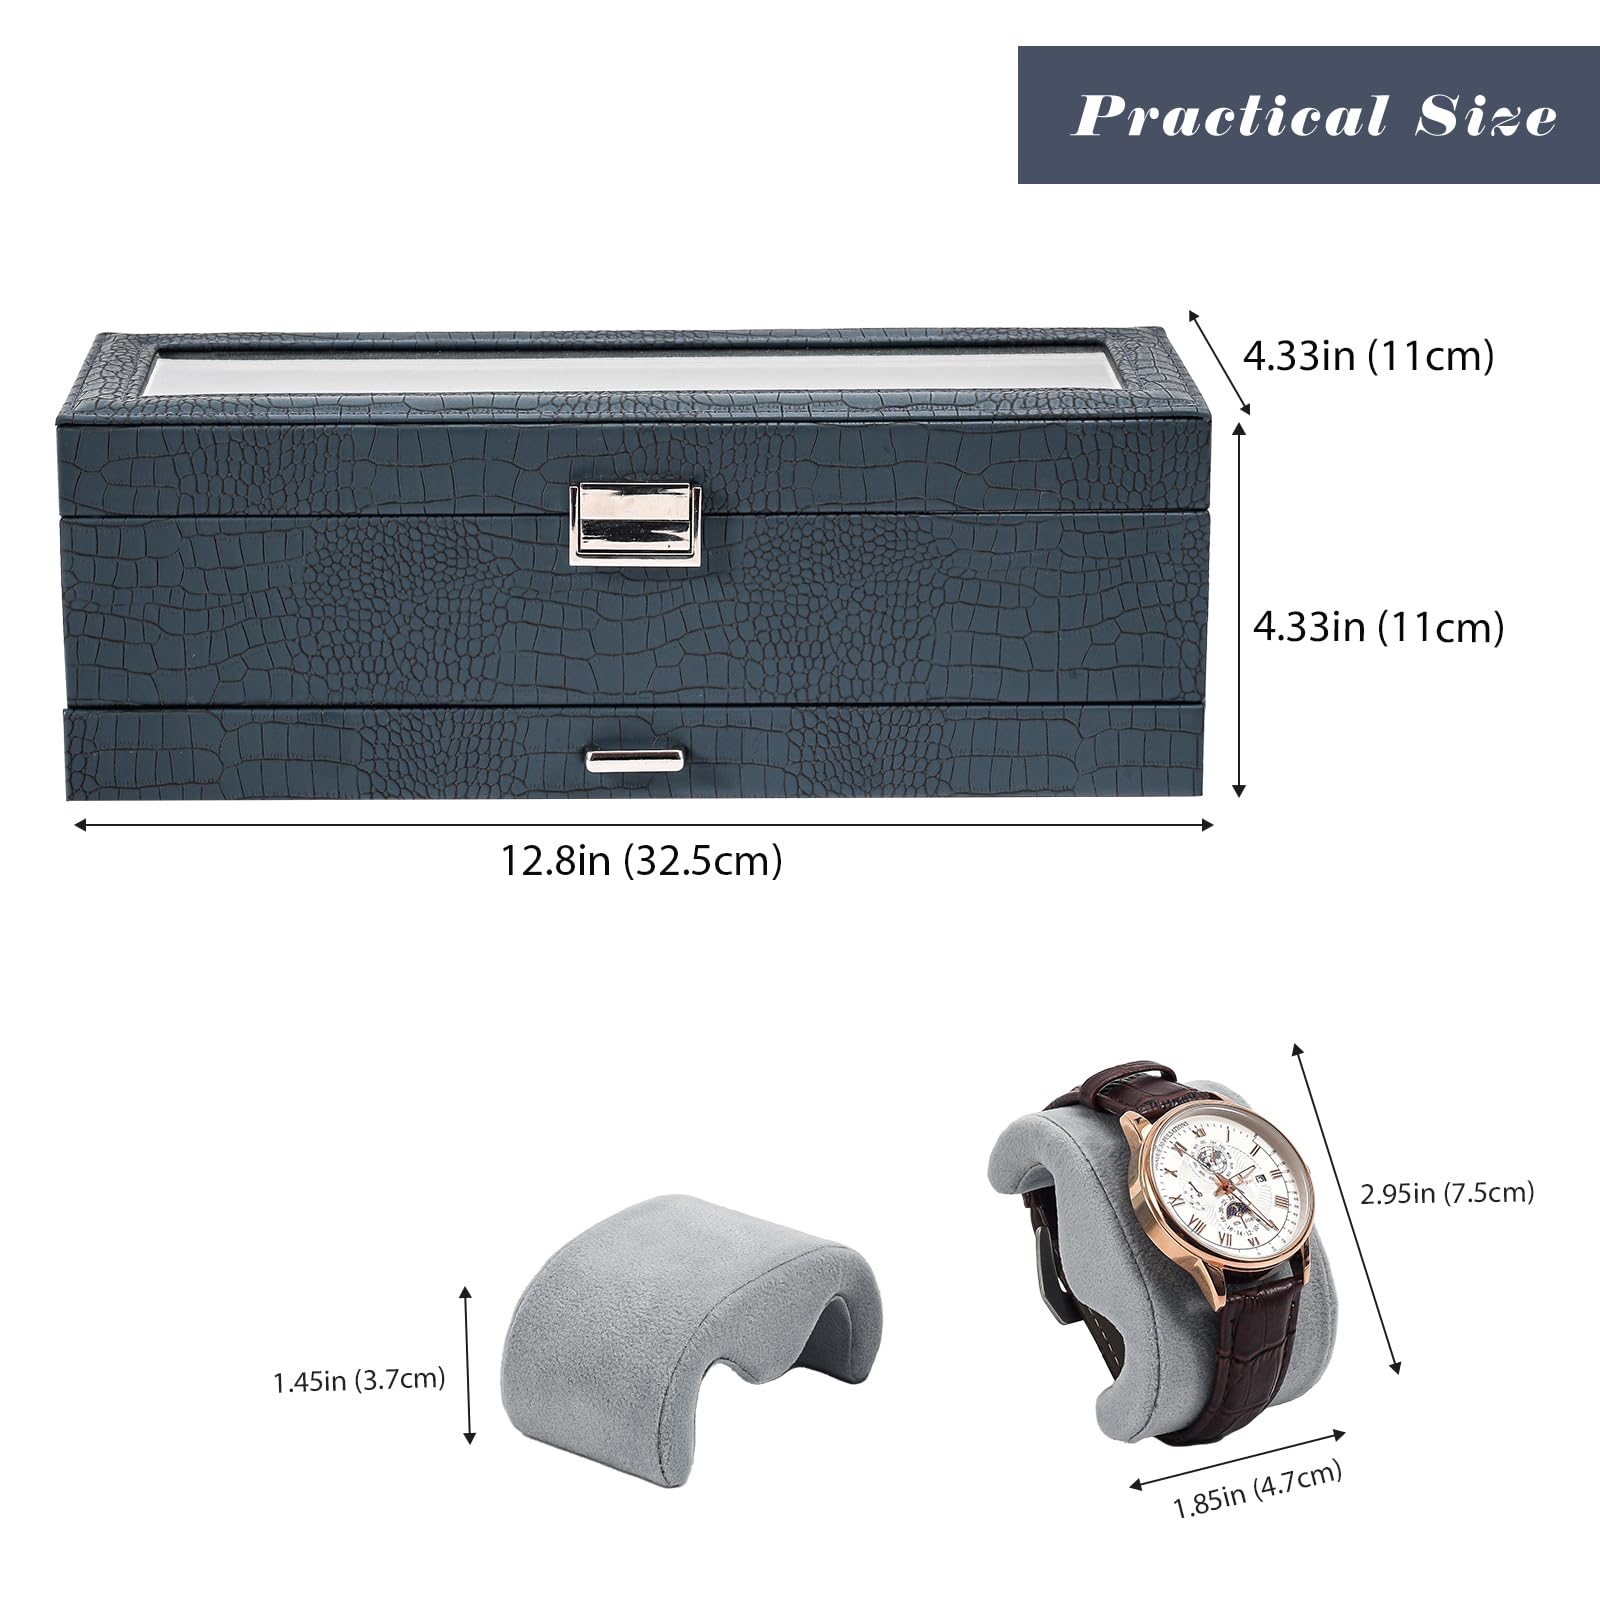 Practical Size
4.33in (11cm)
4.33in (11cm)
12.8in (32.5cm)
2.95in (7.5cm)
1.45in (3.7cm)
1.85in (4.7cm)